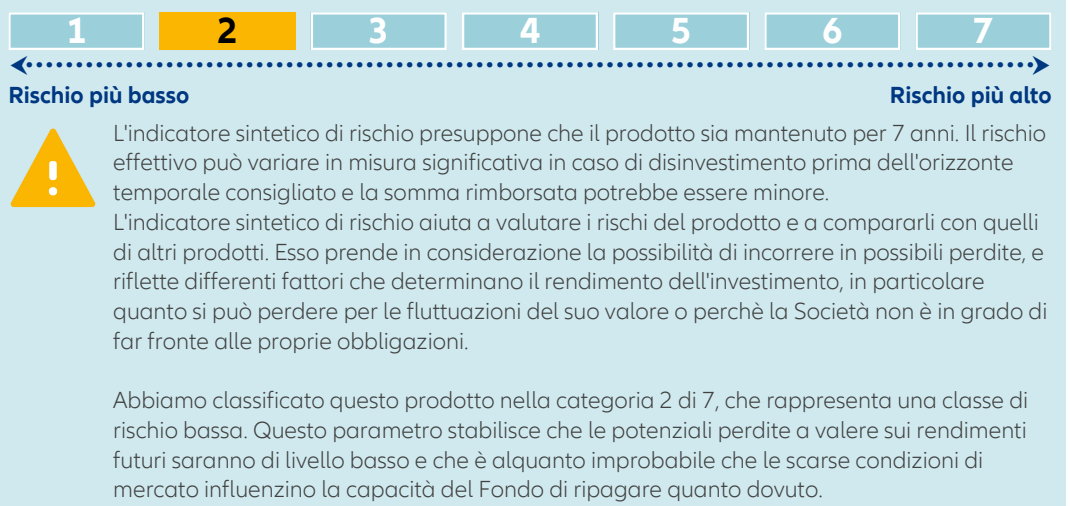 1 2 3 4 5 6 7
Rischio più basso Rischio più alto
L'indicatore sintetico di rischio presuppone che il prodotto sia mantenuto per 7 anni. Il rischio
effettivo può variare in misura significativa in caso di disinvestimento prima dell'orizzonte
temporale consigliato e la somma rimborsata potrebbe essere minore.
L'indicatore sintetico di rischio aiuta a valutare i rischi del prodotto e a compararli con quelli
di altri prodotti. Esso prende in considerazione la possibilità di incorrere in possibili perdite, e
riflette differenti fattori che determinano il rendimento dell'investimento, in particolare
quanto si può perdere per le fluttuazioni del suo valore o perchè la Società non è in grado di
far fronte alle proprie obbligazioni.
Abbiamo classificato questo prodotto nella categoria 2 di 7, che rappresenta una classe di
rischio bassa. Questo parametro stabilisce che le potenziali perdite a valere sui rendimenti
futuri saranno di livello basso e che è alquanto improbabile che le scarse condizioni di
mercato influenzino la capacità del Fondo di ripagare quanto dovuto.